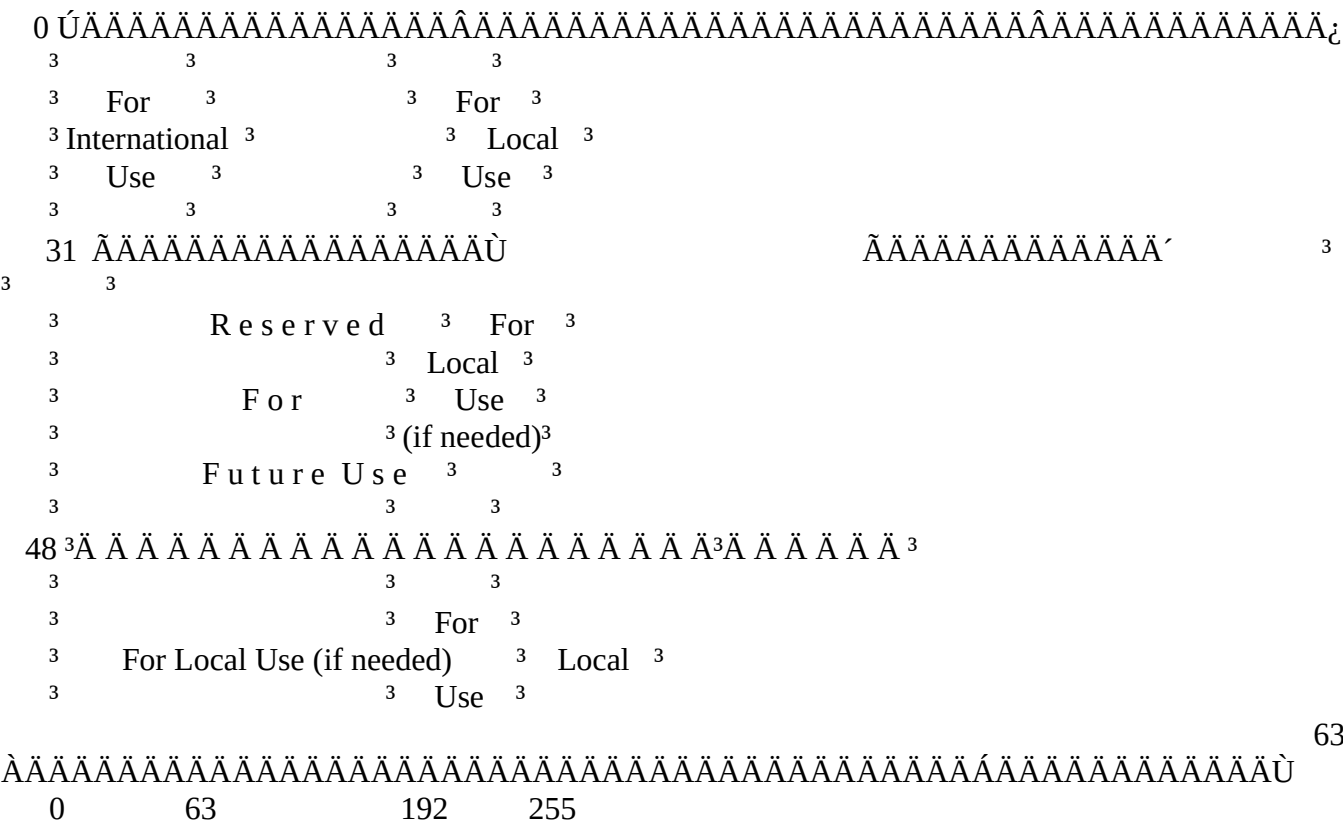 0 ÚÄÄÄÄÄÄÄÄÄÄÄÄÄÄÄÄÂÄÄÄÄÄÄÄÄÄÄÄÄÄÄÄÄÄÄÄÄÄÄÄÄÂÄÄÄÄÄÄÄÄÄÄÄÄ¿
³ ³ ³ ³
³ For ³ ³ For ³
³ International ³ ³ Local ³
³ Use ³ ³ Use ³
³ ³ ³ ³
31 ÃÄÄÄÄÄÄÄÄÄÄÄÄÄÄÄÄÙ ÃÄÄÄÄÄÄÄÄÄÄÄÄ´ ³
³ ³
³ R e s e r v e d ³ For ³
³ ³ Local ³
³ F o r ³ Use ³
³ ³ (if needed)³
³ F u t u r e U s e ³ ³
³ ³ ³
48 ³Ä Ä Ä Ä Ä Ä Ä Ä Ä Ä Ä Ä Ä Ä Ä Ä Ä Ä Ä Ä Ä³Ä Ä Ä Ä Ä Ä ³
³ ³ ³
³ ³ For ³
³ For Local Use (if needed) ³ Local ³
³ ³ Use ³
63
ÀÄÄÄÄÄÄÄÄÄÄÄÄÄÄÄÄÄÄÄÄÄÄÄÄÄÄÄÄÄÄÄÄÄÄÄÄÄÄÄÄÄÁÄÄÄÄÄÄÄÄÄÄÄÄÙ
0 63 192 255